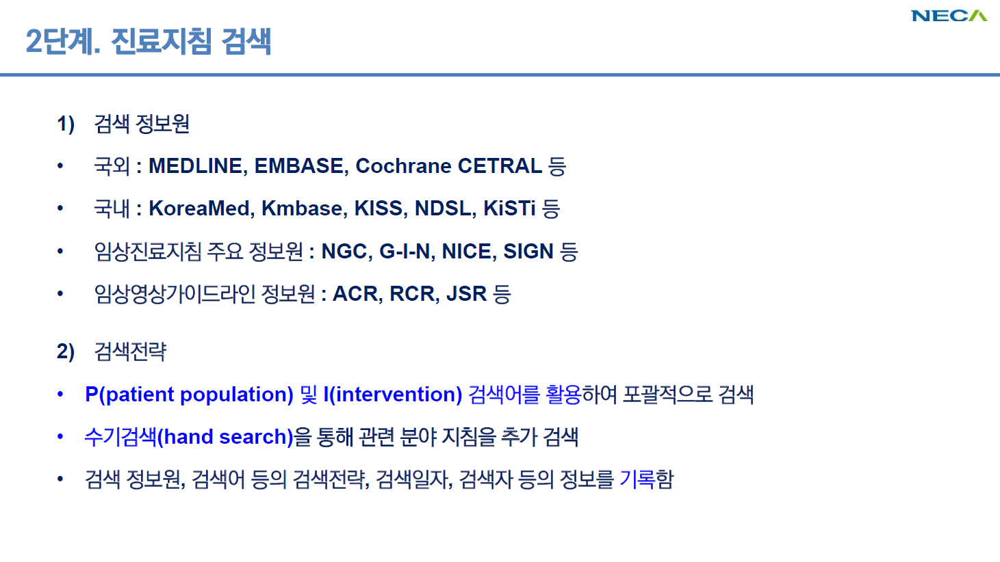 NECA
2단계. 진료지침 검색
1) 검색 정보원
• 국외 : MEDLINE, EMBASE, Cochrane CETRAL 등
• 국내 : KoreaMed, Kmbase, KISS, NDSL, KiSTi 등
• 임상진료지침 주요 정보원 : NGC, G-I-N, NICE, SIGN 등
• 임상영상가이드라인 정보원 : ACR, RCR, JSR 등
2) 검색전략
• P(patient population) 및 I(intervention) 검색어를 활용하여 포괄적으로 검색
• 수기검색(hand search)을 통해 관련 분야 지침을 추가 검색
• 검색 정보원, 검색어 등의 검색전략, 검색일자, 검색자 등의 정보를 기록함